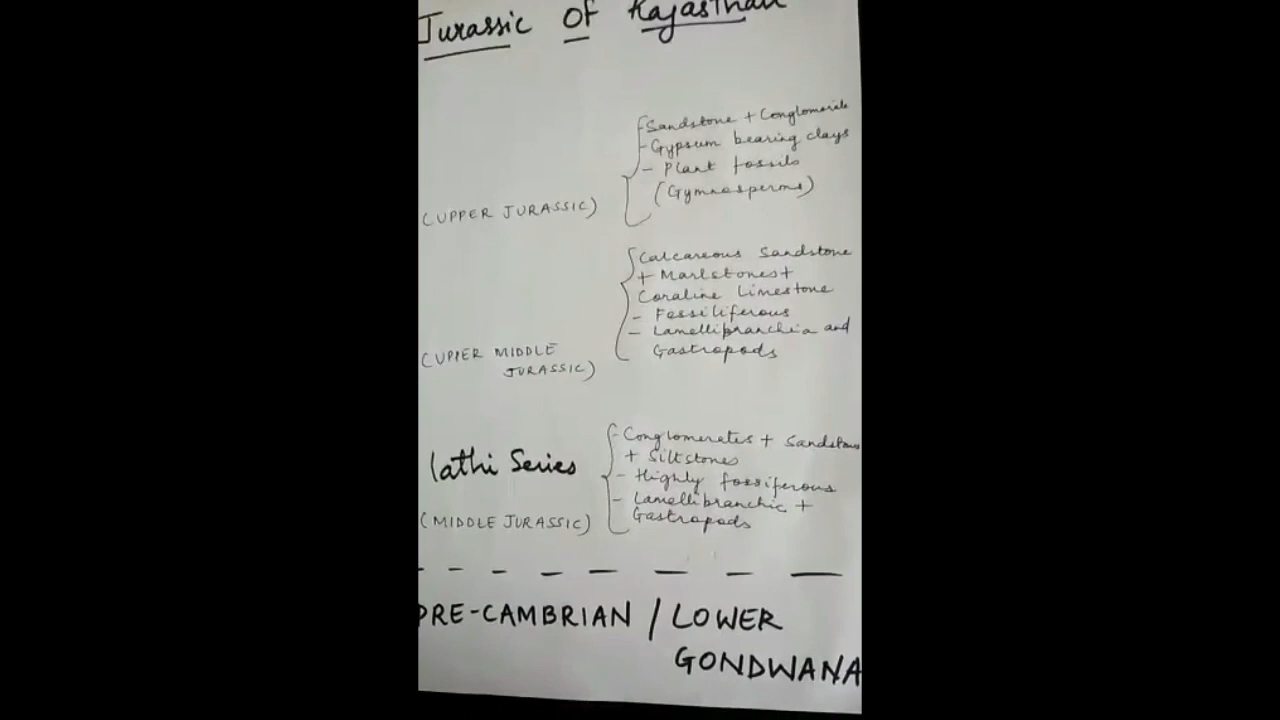 Jurassic Of Rajasthan
- Sandstone + Conglomerate
- Gypsum bearing clays
- Plant fossils
(Gymnosperms)
(UPPER JURASSIC)
Calcareous Sandstone
+ Marlstones +
Coraline limestone
- Fossiliferous
- Lamellibranchia and
Gastropods
(UPPER MIDDLE
JURASSIC)
lathi Series
- Conglomeretes + Sandstones
+ Siltstones
- Highly fossiferous
- Lamellibranchic +
Gastropods
(MIDDLE JURASSIC)
PRE-CAMBRIAN / LOWER
GONDWANA